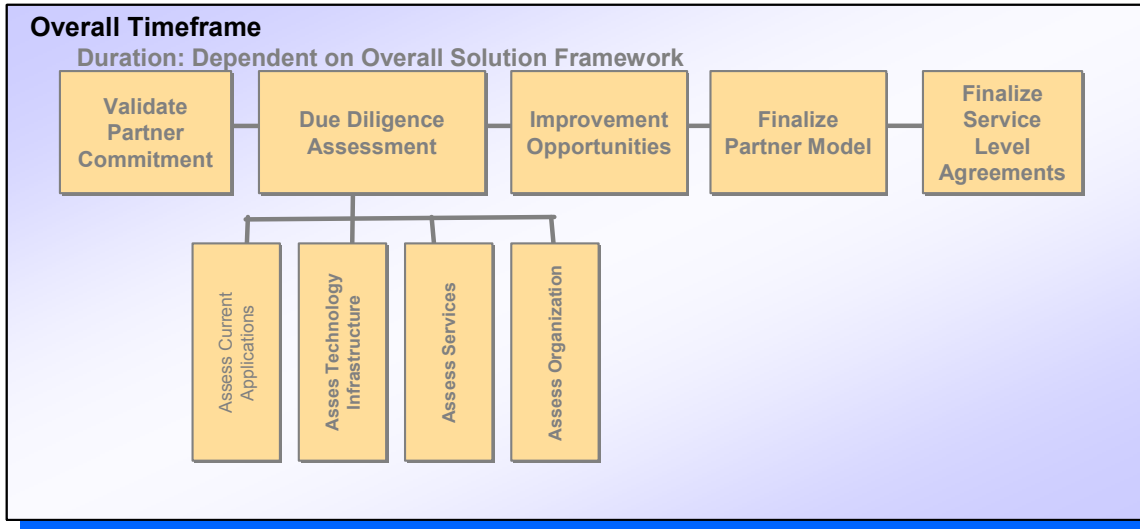 Overall Timeframe
Duration: Dependent on Overall Solution Framework
Validate
Partner
Commitment
Due Diligence
Assessment
Improvement
Opportunities
Finalize
Partner Model
Finalize
Service
Level
Agreements
Assess Current
Applications
Asses Technology
Infrastructure
Assess Services
Assess Organization